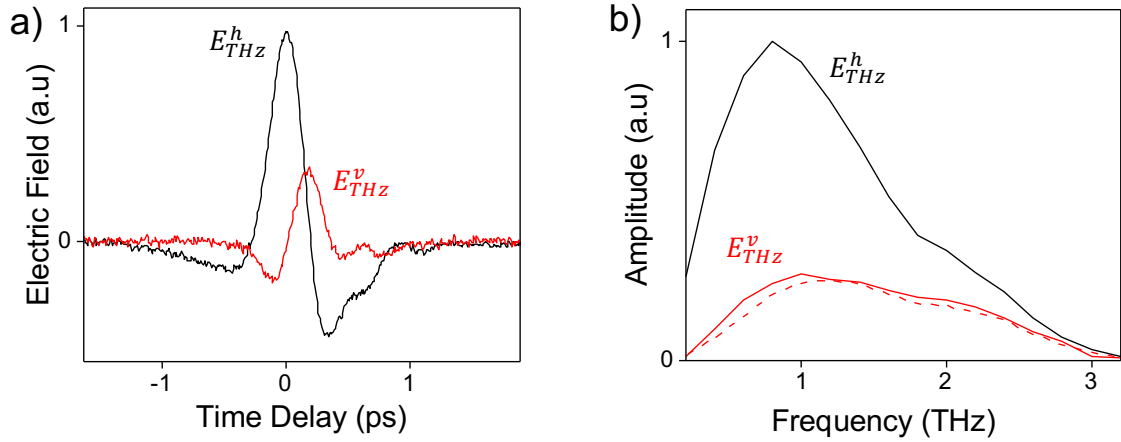 a)
1
0
Electric Field (a.u)
E^h_THz
E^v_THz
-1
0
1
Time Delay (ps)
b)
1
0
Amplitude (a.u)
E^h_THz
E^v_THz
1
2
3
Frequency (THz)